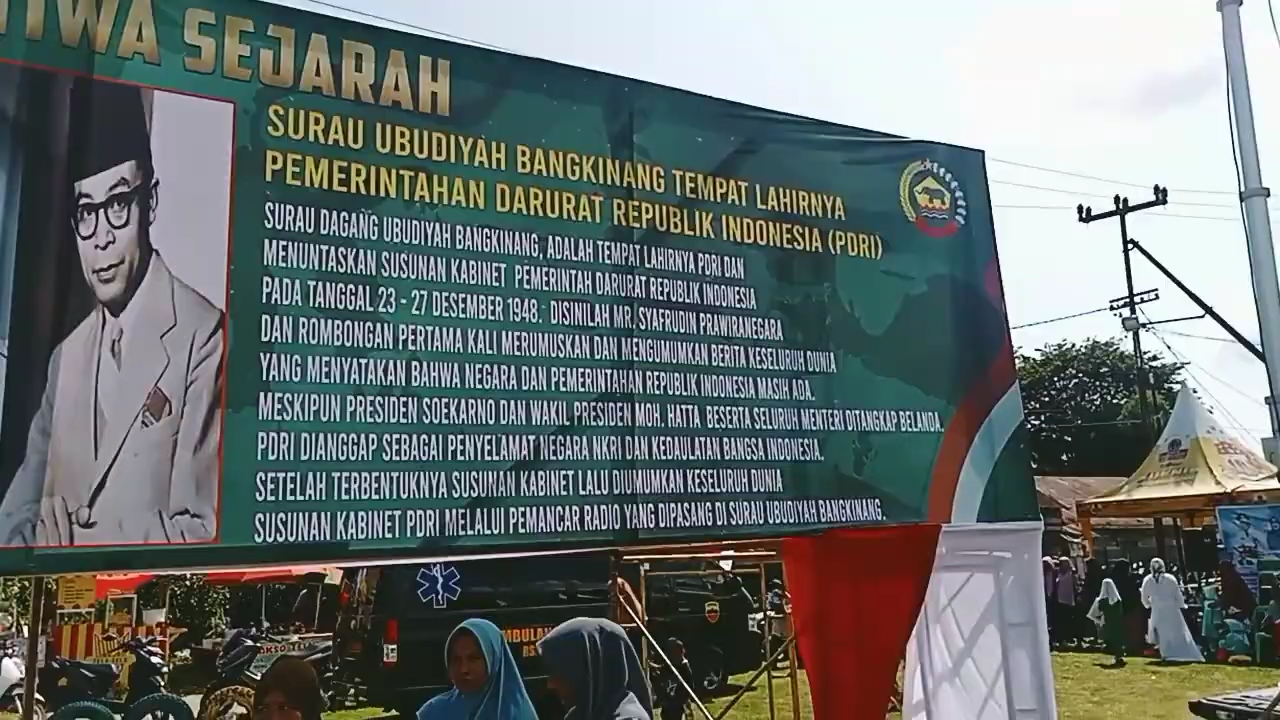 TIWA SEJARAH
SURAU UBUDIYAH BANGKINANG TEMPAT LAHIRNYA
PEMERINTAHAN DARURAT REPUBLIK INDONESIA (PDRI)
SURAU DAGANG UBUDIYAH BANGKINANG, ADALAH TEMPAT LAHIRNYA PDRI DAN
MENUNTASKAN SUSUNAN KABINET PEMERINTAH DARURAT REPUBLIK INDONESIA
PADA TANGGAL 23 - 27 DESEMBER 1948. DISINILAH MR. SYAFRUDIN PRAWIRANEGARA
DAN ROMBONGAN PERTAMA KALI MERUMUSKAN DAN MENGUMUMKAN BERITA KESELURUH DUNIA
YANG MENYATAKAN BAHWA NEGARA DAN PEMERINTAHAN REPUBLIK INDONESIA MASIH ADA.
MESKIPUN PRESIDEN SOEKARNO DAN WAKIL PRESIDEN MOH. HATTA BESERTA SELURUH MENTERI DITANGKAP BELANDA.
PDRI DIANGGAP SEBAGAI PENYELAMAT NEGARA NKRI DAN KEDAULATAN BANGSA INDONESIA.
SETELAH TERBENTUKNYA SUSUNAN KABINET LALU DIUMUMKAN KESELURUH DUNIA
SUSUNAN KABINET PDRI MELALUI PEMANCAR RADIO YANG DIPASANG DI SURAU UBUDIYAH BANGKINANG.